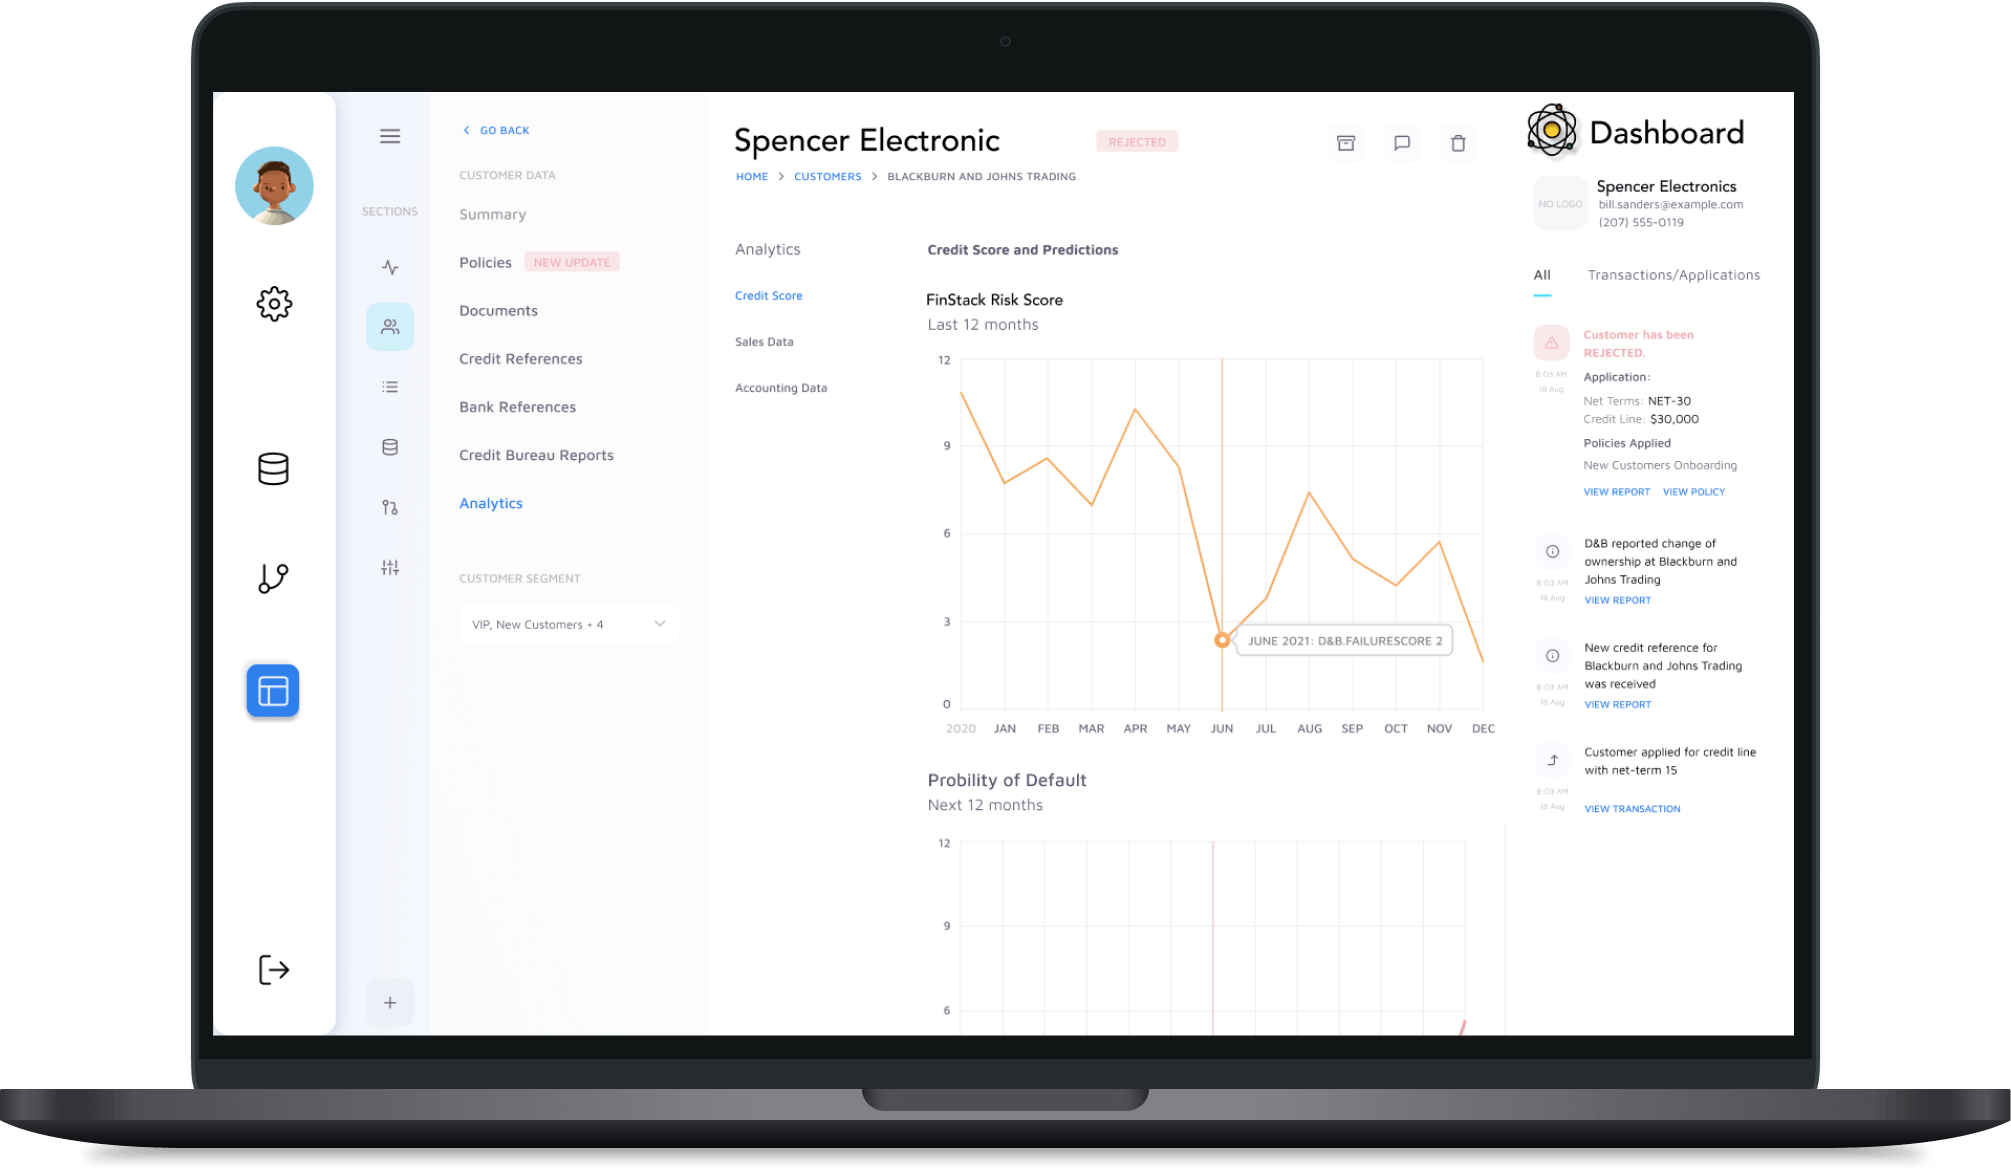 SECTIONS
GO BACK
CUSTOMER DATA
Summary
Policies NEW UPDATE
Documents
Credit References
Bank References
Credit Bureau Reports
Analytics
CUSTOMER SEGMENT
VIP, New Customers + 4
Spencer Electronic REJECTED
HOME > CUSTOMERS > BLACKBURN AND JOHNS TRADING
Analytics
Credit Score
Sales Data
Accounting Data
Credit Score and Predictions
FinStack Risk Score
Last 12 months
12
9
6
3
0
JUNE 2021: D&B.FAILURESCORE 2
2020 JAN FEB MAR APR MAY JUN JUL AUG SEP OCT NOV DEC
Probility of Default
Next 12 months
12
9
6
Dashboard
NO LOGO
Spencer Electronics
bill.sanders@example.com
(207) 555-0119
All Transactions/Applications
Customer has been
REJECTED.
8:03 AM
18 Aug
Application:
Net Terms: NET-30
Credit Line: $30,000
Policies Applied
New Customers Onboarding
VIEW REPORT VIEW POLICY
D&B reported change of
ownership at Blackburn and
Johns Trading
8:03 AM
18 Aug
VIEW REPORT
New credit reference for
Blackburn and Johns Trading
was received
8:03 AM
18 Aug
VIEW REPORT
Customer applied for credit line
with net-term 15
8:03 AM
18 Aug
VIEW TRANSACTION